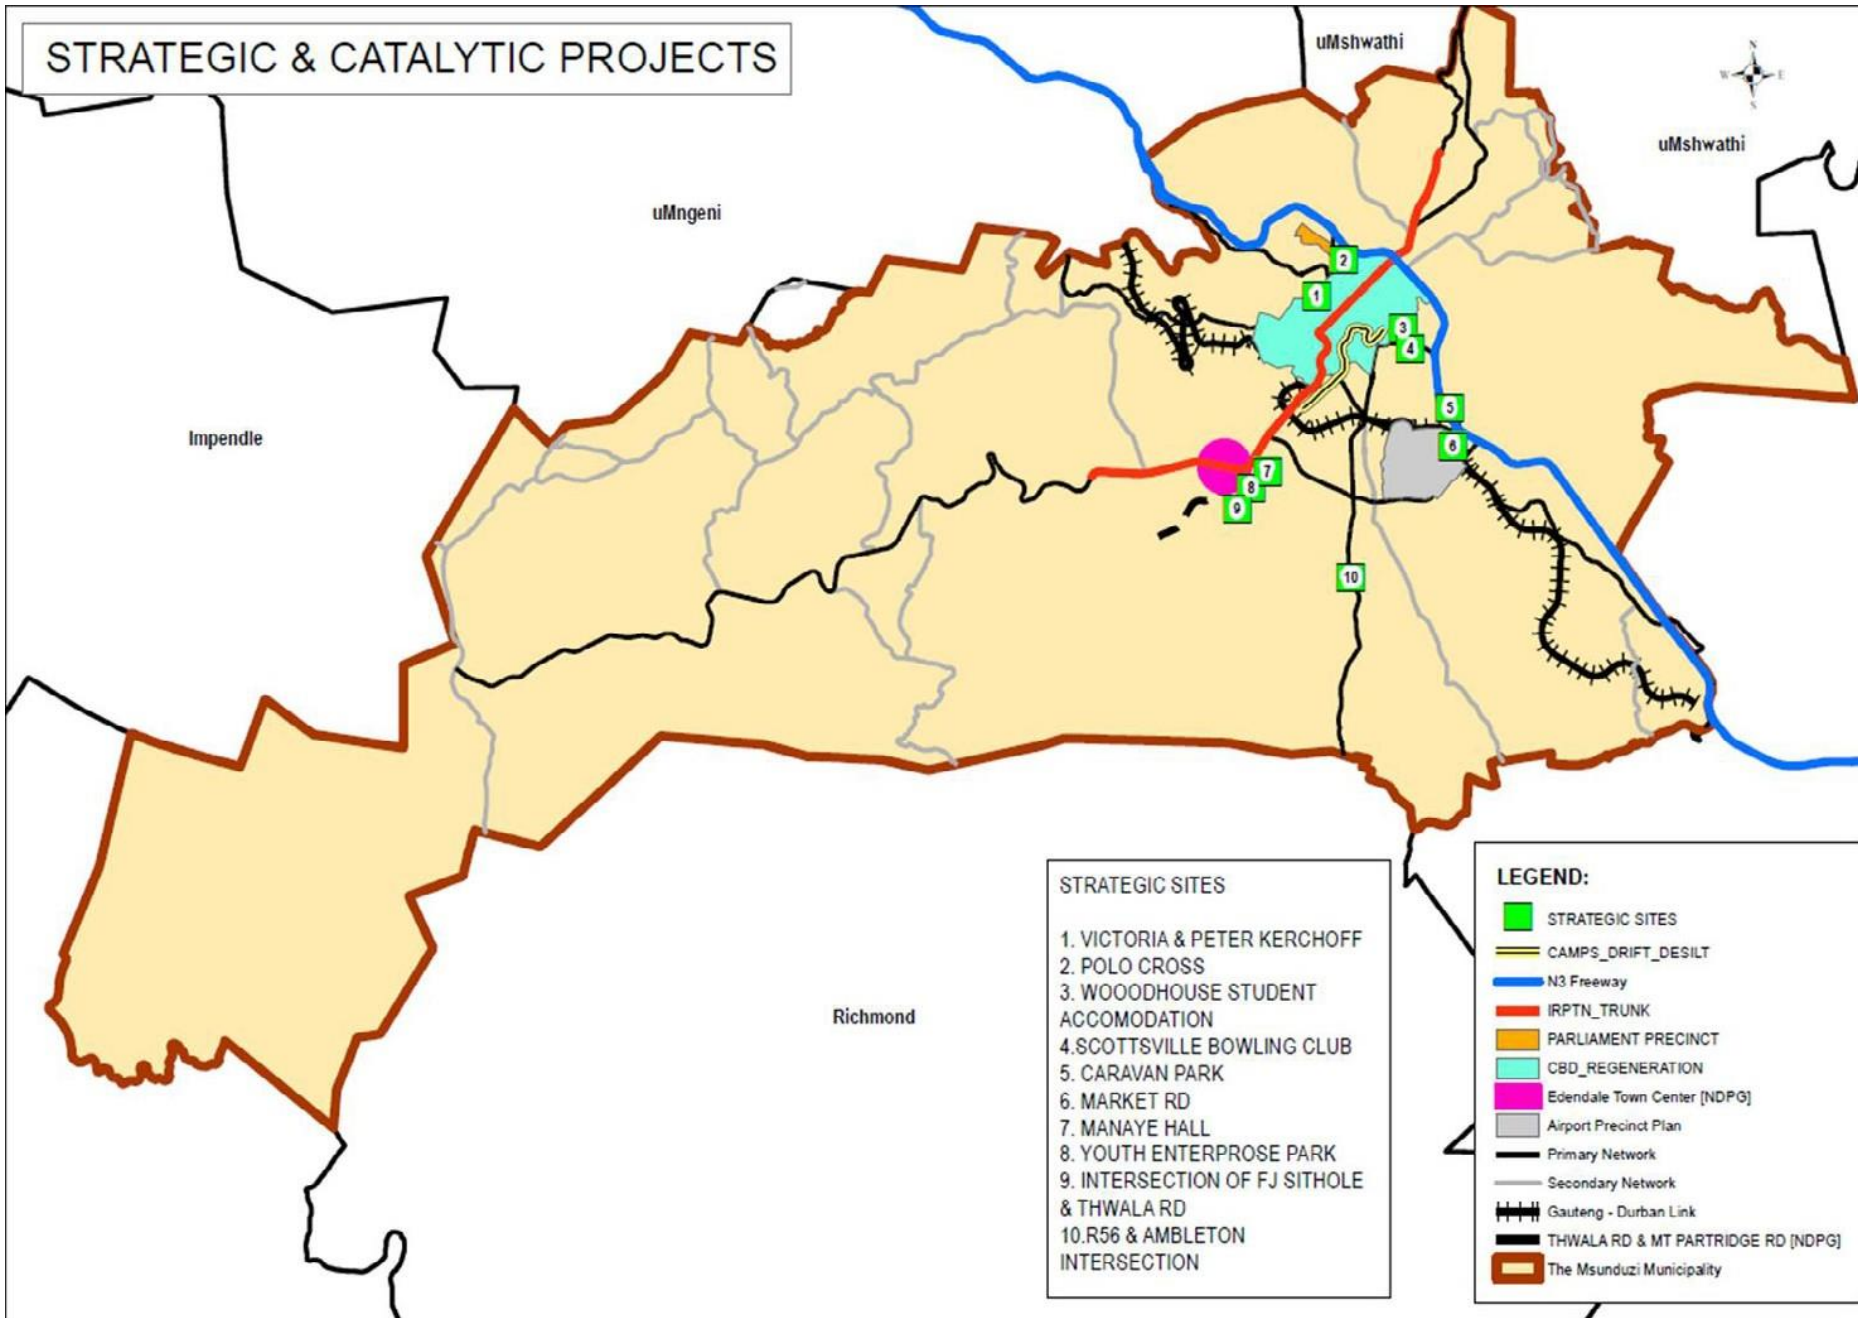 STRATEGIC & CATALYTIC PROJECTS
uMshwathi
N
W E
S
uMshwathi
uMngeni
Impendle
Richmond
2
1
3
4
5
6
7
8
9
10
STRATEGIC SITES
1. VICTORIA & PETER KERCHOFF
2. POLO CROSS
3. WOOODHOUSE STUDENT
ACCOMODATION
4.SCOTTSVILLE BOWLING CLUB
5. CARAVAN PARK
6. MARKET RD
7. MANAYE HALL
8. YOUTH ENTERPROSE PARK
9. INTERSECTION OF FJ SITHOLE
& THWALA RD
10.R56 & AMBLETON
INTERSECTION
LEGEND:
STRATEGIC SITES
CAMPS_DRIFT_DESILT
N3 Freeway
IRPTN_TRUNK
PARLIAMENT PRECINCT
CBD_REGENERATION
Edendale Town Center [NDPG]
Airport Precinct Plan
Primary Network
Secondary Network
Gauteng - Durban Link
THWALA RD & MT PARTRIDGE RD [NDPG]
The Msunduzi Municipality